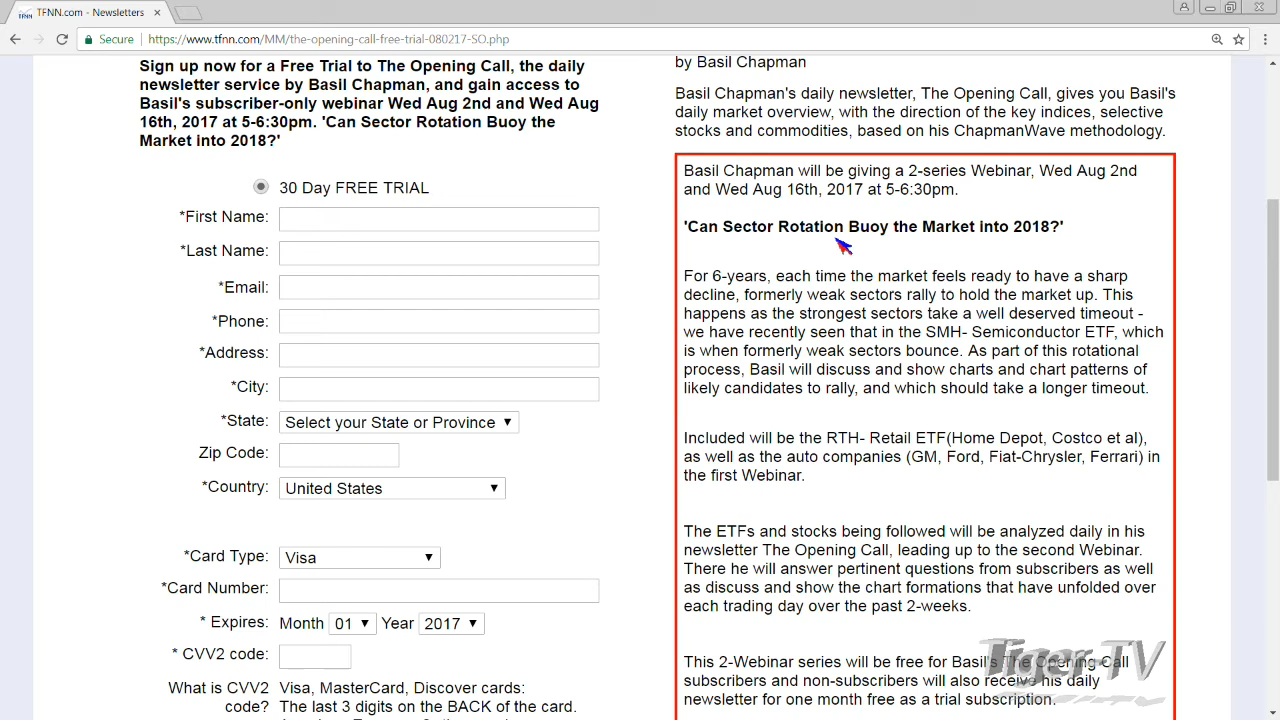 TFNN.com - Newsletters
Secure
https://www.tfnn.com/MM/the-opening-call-free-trial-080217-SO.php
Sign up now for a Free Trial to The Opening Call, the daily
newsletter service by Basil Chapman, and gain access to
Basil's subscriber-only webinar Wed Aug 2nd and Wed Aug
16th, 2017 at 5-6:30pm. 'Can Sector Rotation Buoy the
Market into 2018?'
30 Day FREE TRIAL
*First Name:
*Last Name:
*Email:
*Phone:
*Address:
*City:
*State: Select your State or Province
Zip Code:
*Country: United States
*Card Type: Visa
*Card Number:
* Expires: Month 01 Year 2017
* CVV2 code:
What is CVV2 Visa, MasterCard, Discover cards:
code? The last 3 digits on the BACK of the card.
by Basil Chapman
Basil Chapman's daily newsletter, The Opening Call, gives you Basil's
daily market overview, with the direction of the key indices, selective
stocks and commodities, based on his ChapmanWave methodology.
Basil Chapman will be giving a 2-series Webinar, Wed Aug 2nd
and Wed Aug 16th, 2017 at 5-6:30pm.
'Can Sector Rotation Buoy the Market into 2018?'
For 6-years, each time the market feels ready to have a sharp
decline, formerly weak sectors rally to hold the market up. This
happens as the strongest sectors take a well deserved timeout -
we have recently seen that in the SMH- Semiconductor ETF, which
is when formerly weak sectors bounce. As part of this rotational
process, Basil will discuss and show charts and chart patterns of
likely candidates to rally, and which should take a longer timeout.
Included will be the RTH- Retail ETF(Home Depot, Costco et al),
as well as the auto companies (GM, Ford, Fiat-Chrysler, Ferrari) in
the first Webinar.
The ETFs and stocks being followed will be analyzed daily in his
newsletter The Opening Call, leading up to the second Webinar.
There he will answer pertinent questions from subscribers as well
as discuss and show the chart formations that have unfolded over
each trading day over the past 2-weeks.
This 2-Webinar series will be free for Basil's The Opening Call
subscribers and non-subscribers will also receive his daily
newsletter for one month free as a trial subscription.
Tiger-TV